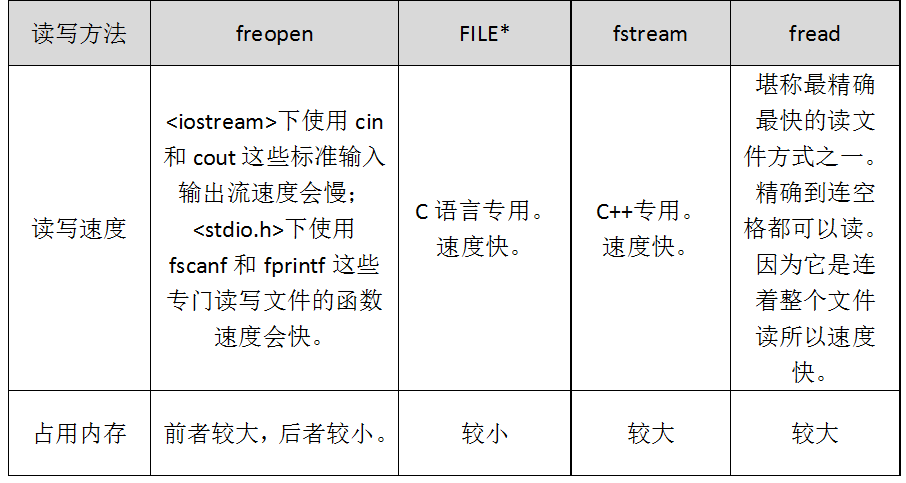 读写方法
freopen
FILE*
fstream
fread
读写速度
<iostream>下使用 cin
和 cout 这些标准输入
输出流速度会慢；
<stdio.h>下使用
fscanf 和 fprintf 这些
专门读写文件的函数
速度会快。
C 语言专用。
速度快。
C++专用。
速度快。
堪称最精确
最快的读文
件方式之一。
精确到连空
格都可以读。
因为它是连
着整个文件
读所以速度
快。
占用内存
前者较大，后者较小。
较小
较大
较大